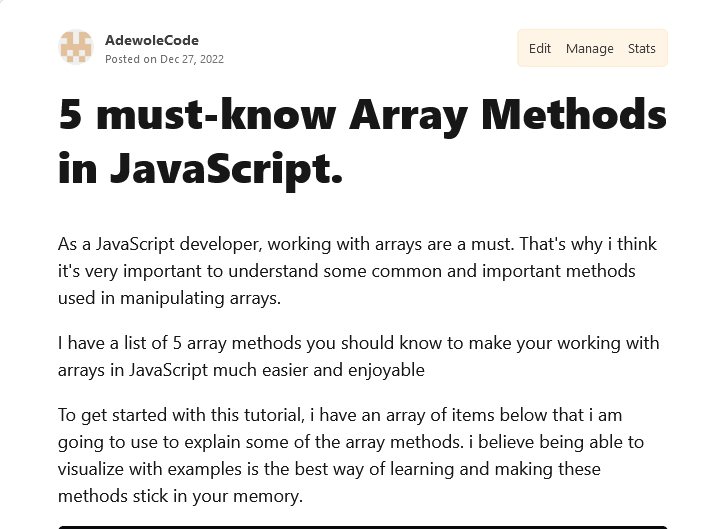 AdewoleCode
Posted on Dec 27, 2022
Edit Manage Stats
5 must-know Array Methods
in JavaScript.
As a JavaScript developer, working with arrays are a must. That's why i think
it's very important to understand some common and important methods
used in manipulating arrays.
I have a list of 5 array methods you should know to make your working with
arrays in JavaScript much easier and enjoyable
To get started with this tutorial, i have an array of items below that i am
going to use to explain some of the array methods. i believe being able to
visualize with examples is the best way of learning and making these
methods stick in your memory.